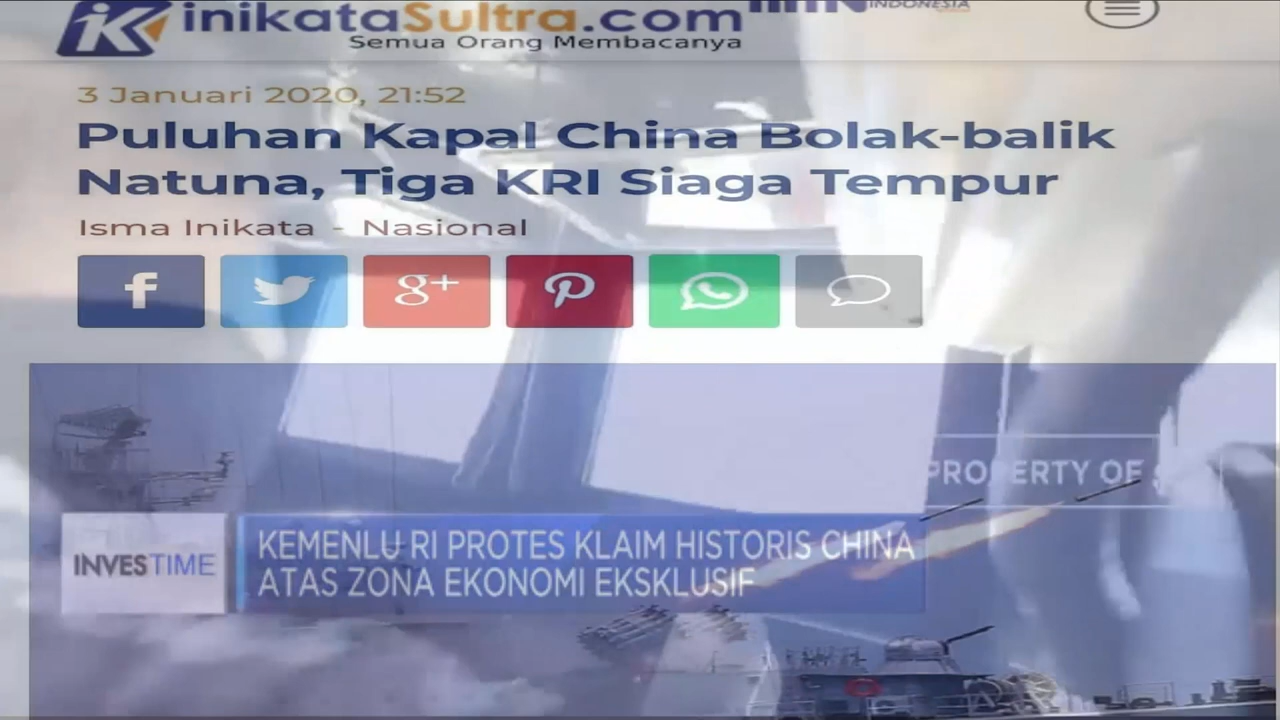 inikataSultra.com
Semua Orang Membacanya
INDONESIA
3 Januari 2020, 21:52
Puluhan Kapal China Bolak-balik
Natuna, Tiga KRI Siaga Tempur
Isma Inikata - Nasional
PROPERTY OF
INVESTIME
KEMENLU RI PROTES KLAIM HISTORIS CHINA
ATAS ZONA EKONOMI EKSKLUSIF